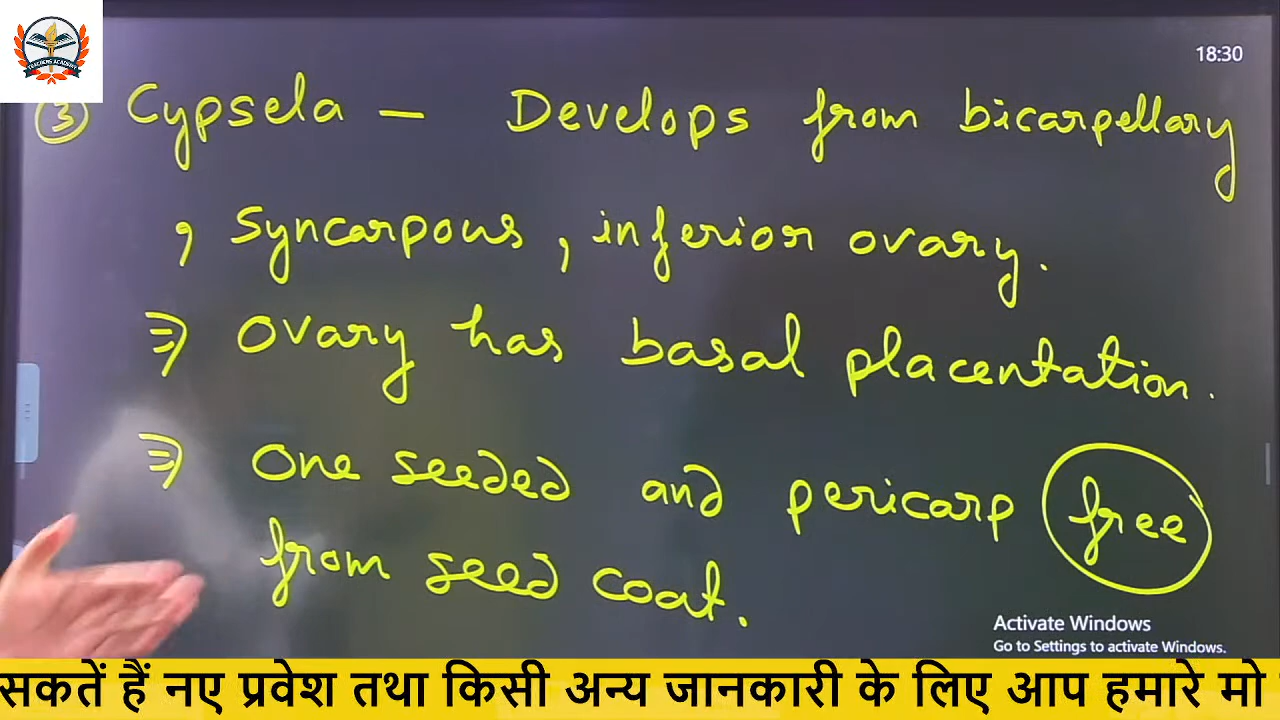 TEACHERS ACADEMY
18:30
③ Cypsela — Develops from bicarpellary
, syncarpous, inferior ovary.
⇒ Ovary has basal placentation.
⇒ One seeded and pericarp free
from seed coat.
Activate Windows
Go to Settings to activate Windows.
सकतें हैं नए प्रवेश तथा किसी अन्य जानकारी के लिए आप हमारे मो